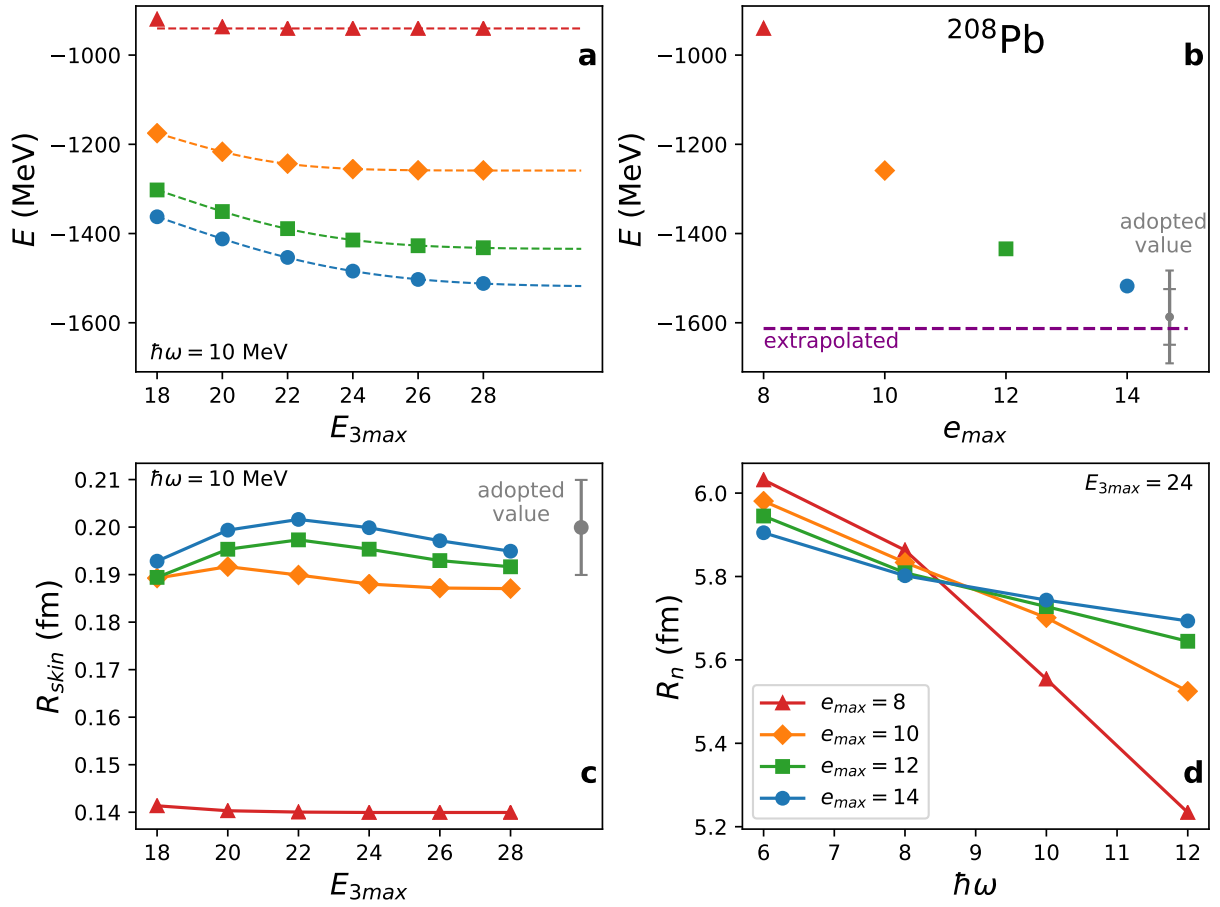 −1000
−1200
−1400
−1600
E (MeV)
a
ħω = 10 MeV
18 20 22 24 26 28
E3max
−1000
−1200
−1400
−1600
E (MeV)
208Pb
b
adopted
value
extrapolated
8 10 12 14
emax
0.21
0.20
0.19
0.18
0.17
0.16
0.15
0.14
Rskin (fm)
ħω = 10 MeV
adopted
value
c
18 20 22 24 26 28
E3max
6.0
5.8
5.6
5.4
5.2
Rn (fm)
E3max = 24
emax = 8
emax = 10
emax = 12
emax = 14
d
6 7 8 9 10 11 12
ħω